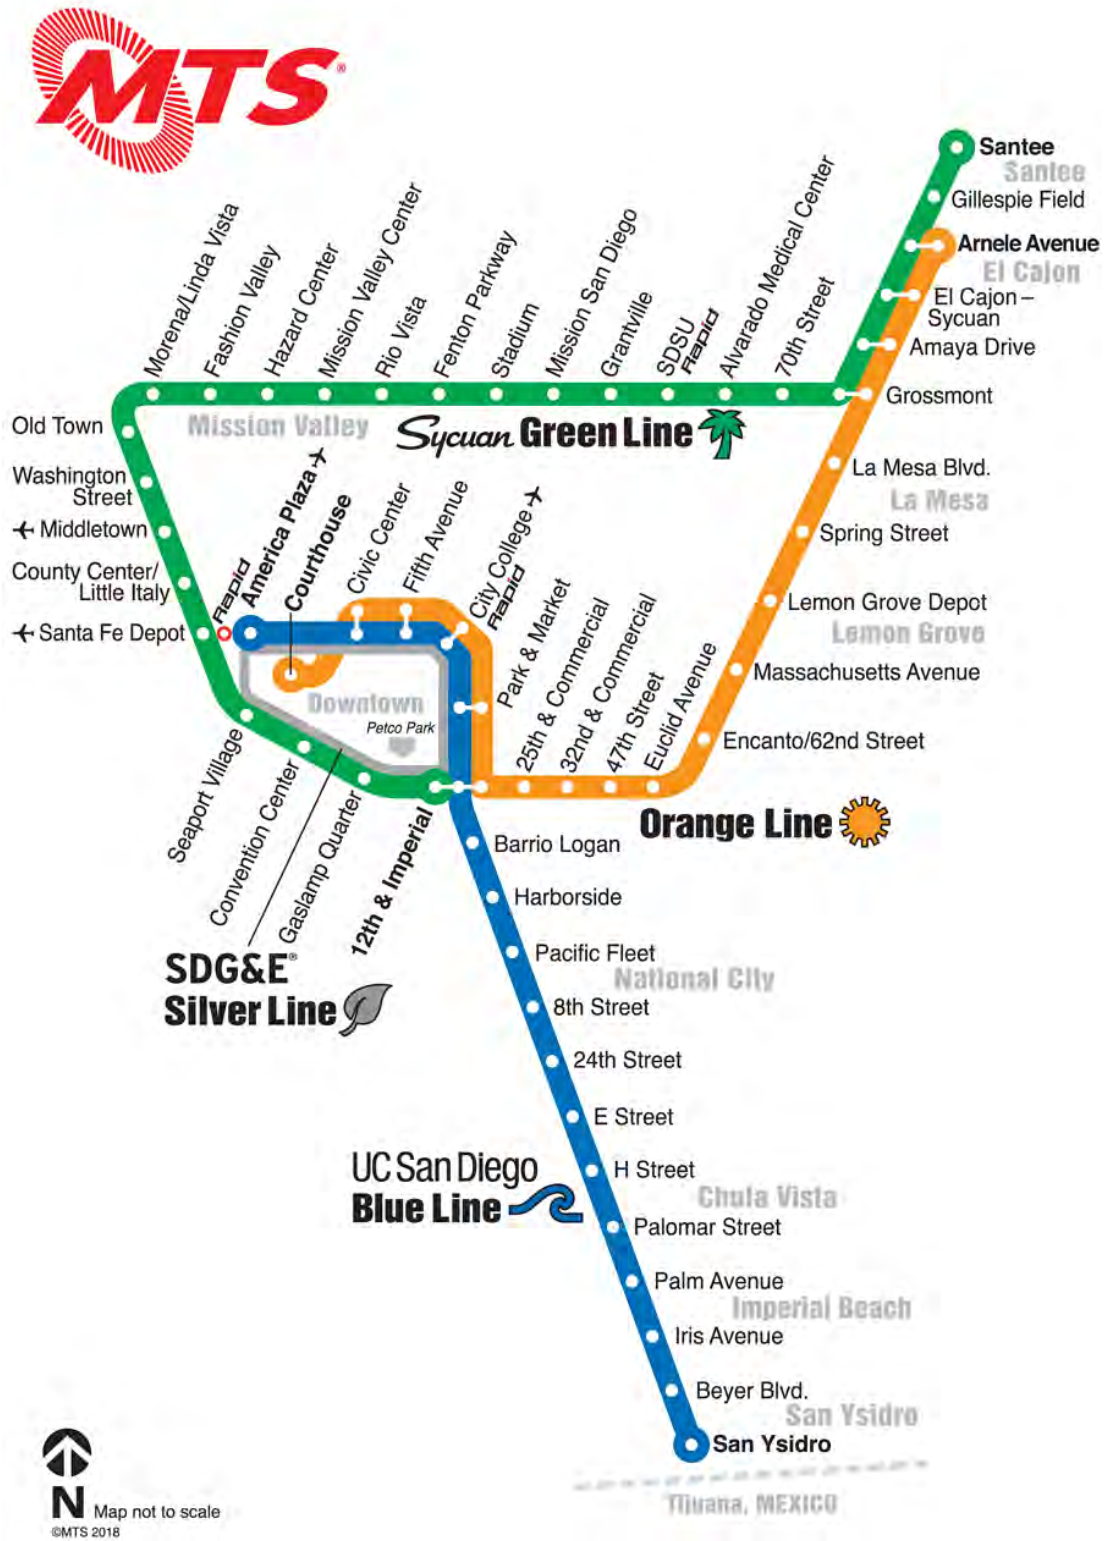 MTS®
Santee
Santee
Gillespie Field
Arnele Avenue
El Cajon
El Cajon –
Sycuan
Amaya Drive
Grossmont
Morena/Linda Vista
Fashion Valley
Hazard Center
Mission Valley Center
Rio Vista
Fenton Parkway
Stadium
Mission San Diego
Grantville
SDSU
Rapid
Alvarado Medical Center
70th Street
Old Town
Mission Valley
Sycuan Green Line
Washington
Street
Middletown
County Center/
Little Italy
Santa Fe Depot
Rapid
America Plaza
Courthouse
Civic Center
Fifth Avenue
City College
Rapid
Park & Market
25th & Commercial
32nd & Commercial
47th Street
Euclid Avenue
La Mesa Blvd.
La Mesa
Spring Street
Lemon Grove Depot
Lemon Grove
Massachusetts Avenue
Encanto/62nd Street
Downtown
Petco Park
Seaport Village
Convention Center
Gaslamp Quarter
12th & Imperial
Orange Line
SDG&E®
Silver Line
Barrio Logan
Harborside
Pacific Fleet
National City
8th Street
24th Street
E Street
UC San Diego
Blue Line
H Street
Chula Vista
Palomar Street
Palm Avenue
Imperial Beach
Iris Avenue
Beyer Blvd.
San Ysidro
San Ysidro
Tijuana, MEXICO
N Map not to scale
©MTS 2018